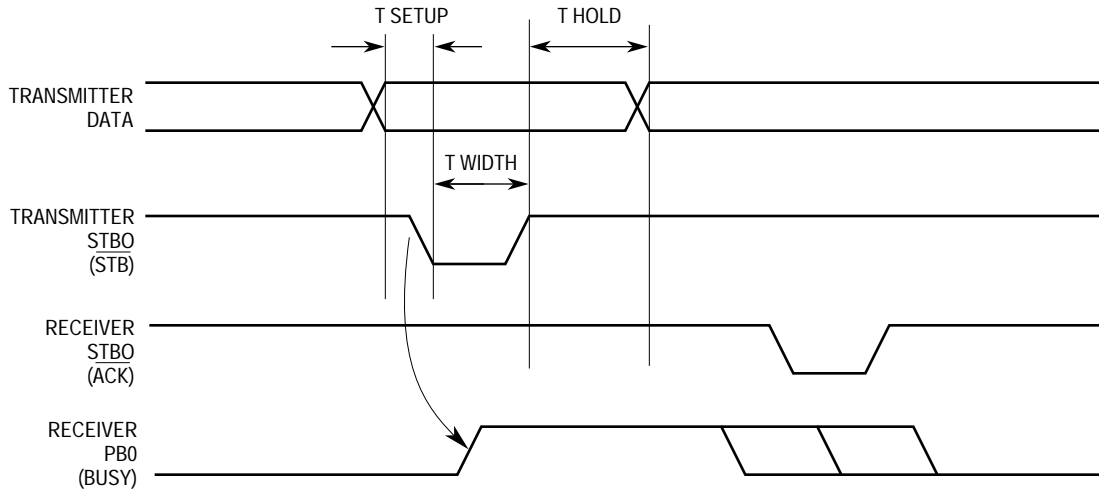 T SETUP
T HOLD
TRANSMITTER
DATA
T WIDTH
TRANSMITTER
STBO
(STB)
RECEIVER
STBO
(ACK)
RECEIVER
PB0
(BUSY)